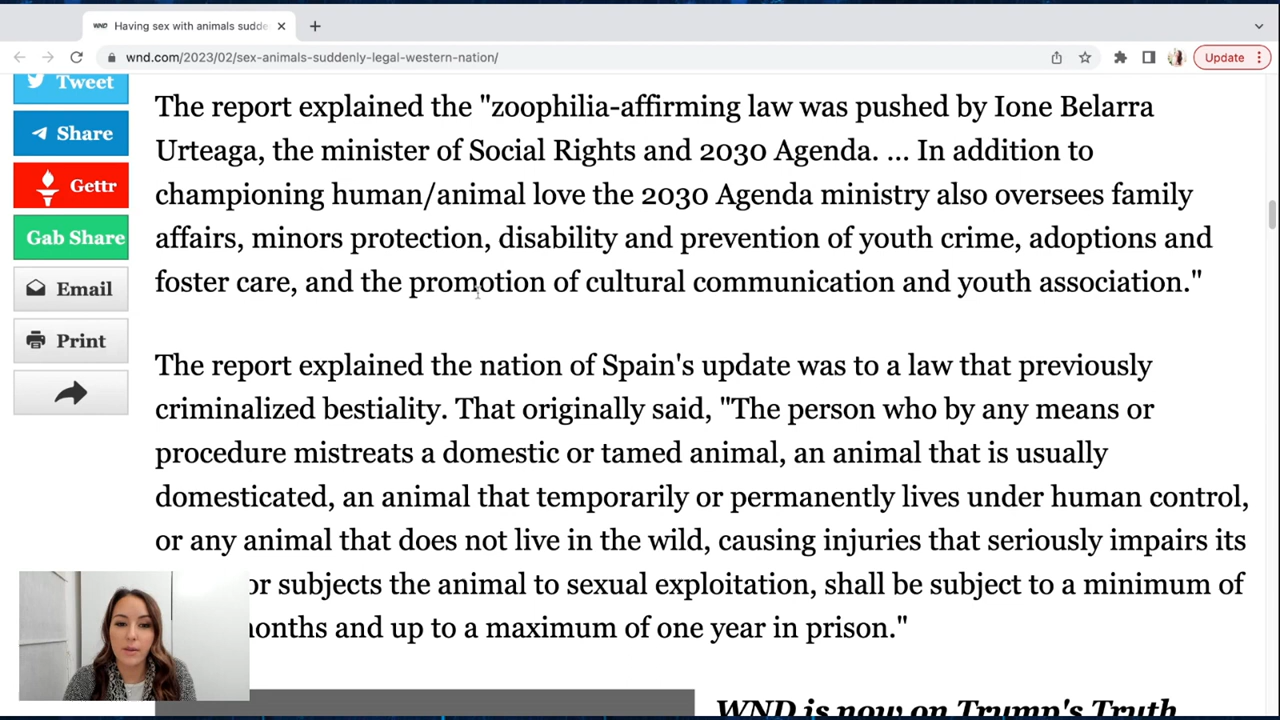 WND Having sex with animals sudde
wnd.com/2023/02/sex-animals-suddenly-legal-western-nation/
Update
Tweet
Share
Gettr
Gab Share
Email
Print
The report explained the "zoophilia-affirming law was pushed by Ione Belarra
Urteaga, the minister of Social Rights and 2030 Agenda. ... In addition to
championing human/animal love the 2030 Agenda ministry also oversees family
affairs, minors protection, disability and prevention of youth crime, adoptions and
foster care, and the promotion of cultural communication and youth association."
The report explained the nation of Spain's update was to a law that previously
criminalized bestiality. That originally said, "The person who by any means or
procedure mistreats a domestic or tamed animal, an animal that is usually
domesticated, an animal that temporarily or permanently lives under human control,
or any animal that does not live in the wild, causing injuries that seriously impairs its
or subjects the animal to sexual exploitation, shall be subject to a minimum of
months and up to a maximum of one year in prison."
WND is now on Trump's Truth